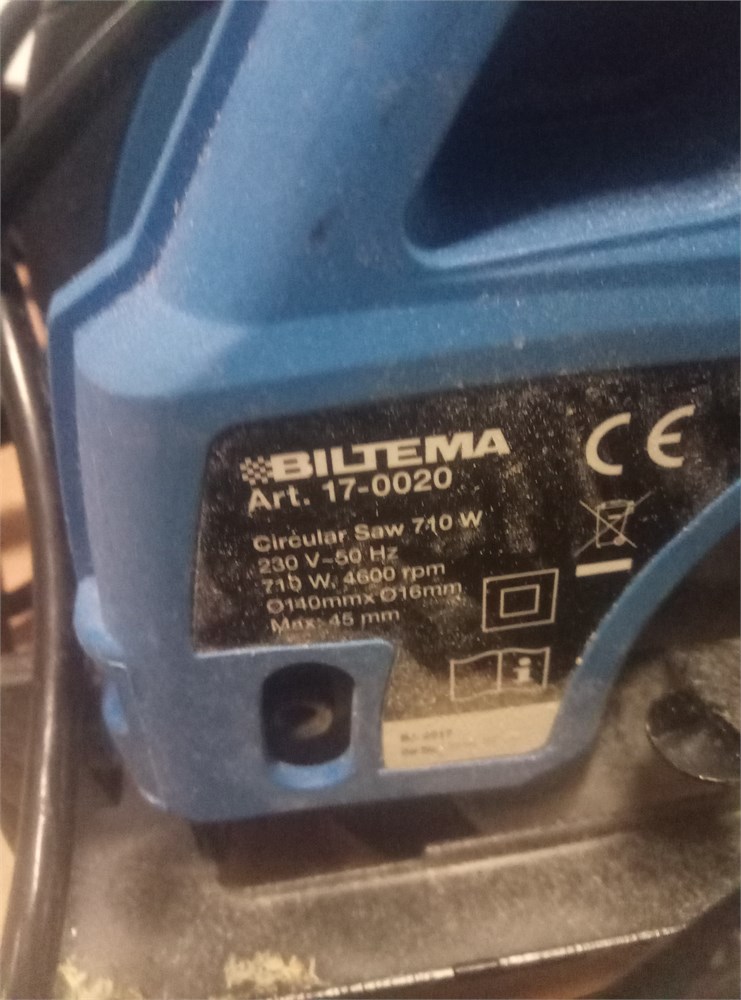 BILTEMA
Art. 17-0020
Circular Saw 710 W
230 V~50 Hz
710 W. 4600 rpm
Ø140mmxØ16mm
Max: 45 mm
CE